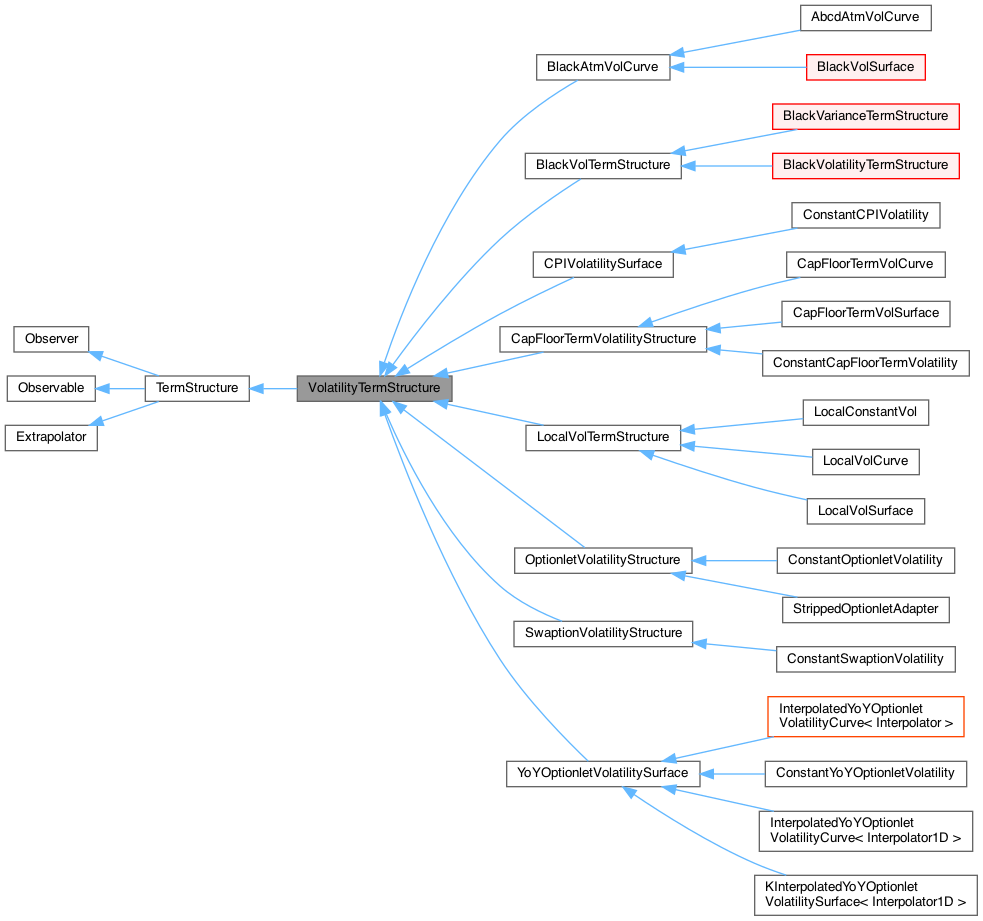 AbcdAtmVolCurve
BlackAtmVolCurve
BlackVolSurface
BlackVarianceTermStructure
BlackVolTermStructure
BlackVolatilityTermStructure
ConstantCPIVolatility
CPIVolatilitySurface
CapFloorTermVolCurve
CapFloorTermVolSurface
Observer
CapFloorTermVolatilityStructure
ConstantCapFloorTermVolatility
Observable
TermStructure
VolatilityTermStructure
LocalConstantVol
Extrapolator
LocalVolTermStructure
LocalVolCurve
LocalVolSurface
OptionletVolatilityStructure
ConstantOptionletVolatility
StrippedOptionletAdapter
SwaptionVolatilityStructure
ConstantSwaptionVolatility
InterpolatedYoYOptionlet
VolatilityCurve< Interpolator >
YoYOptionletVolatilitySurface
ConstantYoYOptionletVolatility
InterpolatedYoYOptionlet
VolatilityCurve< Interpolator1D >
KInterpolatedYoYOptionlet
VolatilitySurface< Interpolator1D >